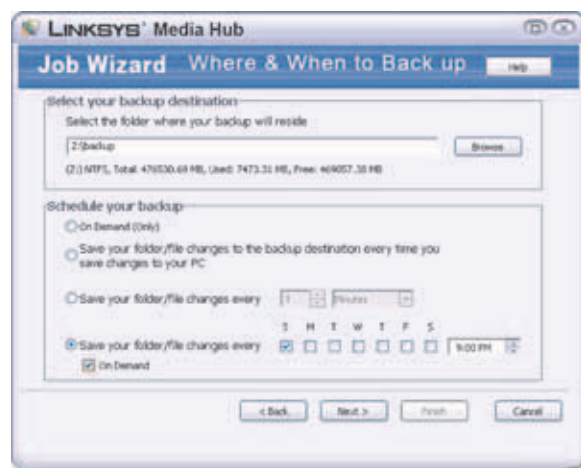 LINKSYS® Media Hub
Job Wizard Where & When to Back up Help
Select your backup destination
Select the folder where your backup will reside
Z:\backup Browse
(Z:) NTFS, Total: 476530.69 MB, Used: 7473.31 MB, Free: 469057.38 MB
Schedule your backup
On Demand (Only)
Save your folder/file changes to the backup destination every time you
save changes to your PC
Save your folder/file changes every Minutes
S M T W T F S
Save your folder/file changes every 9:00 PM
On Demand
< Back Next > Finish Cancel